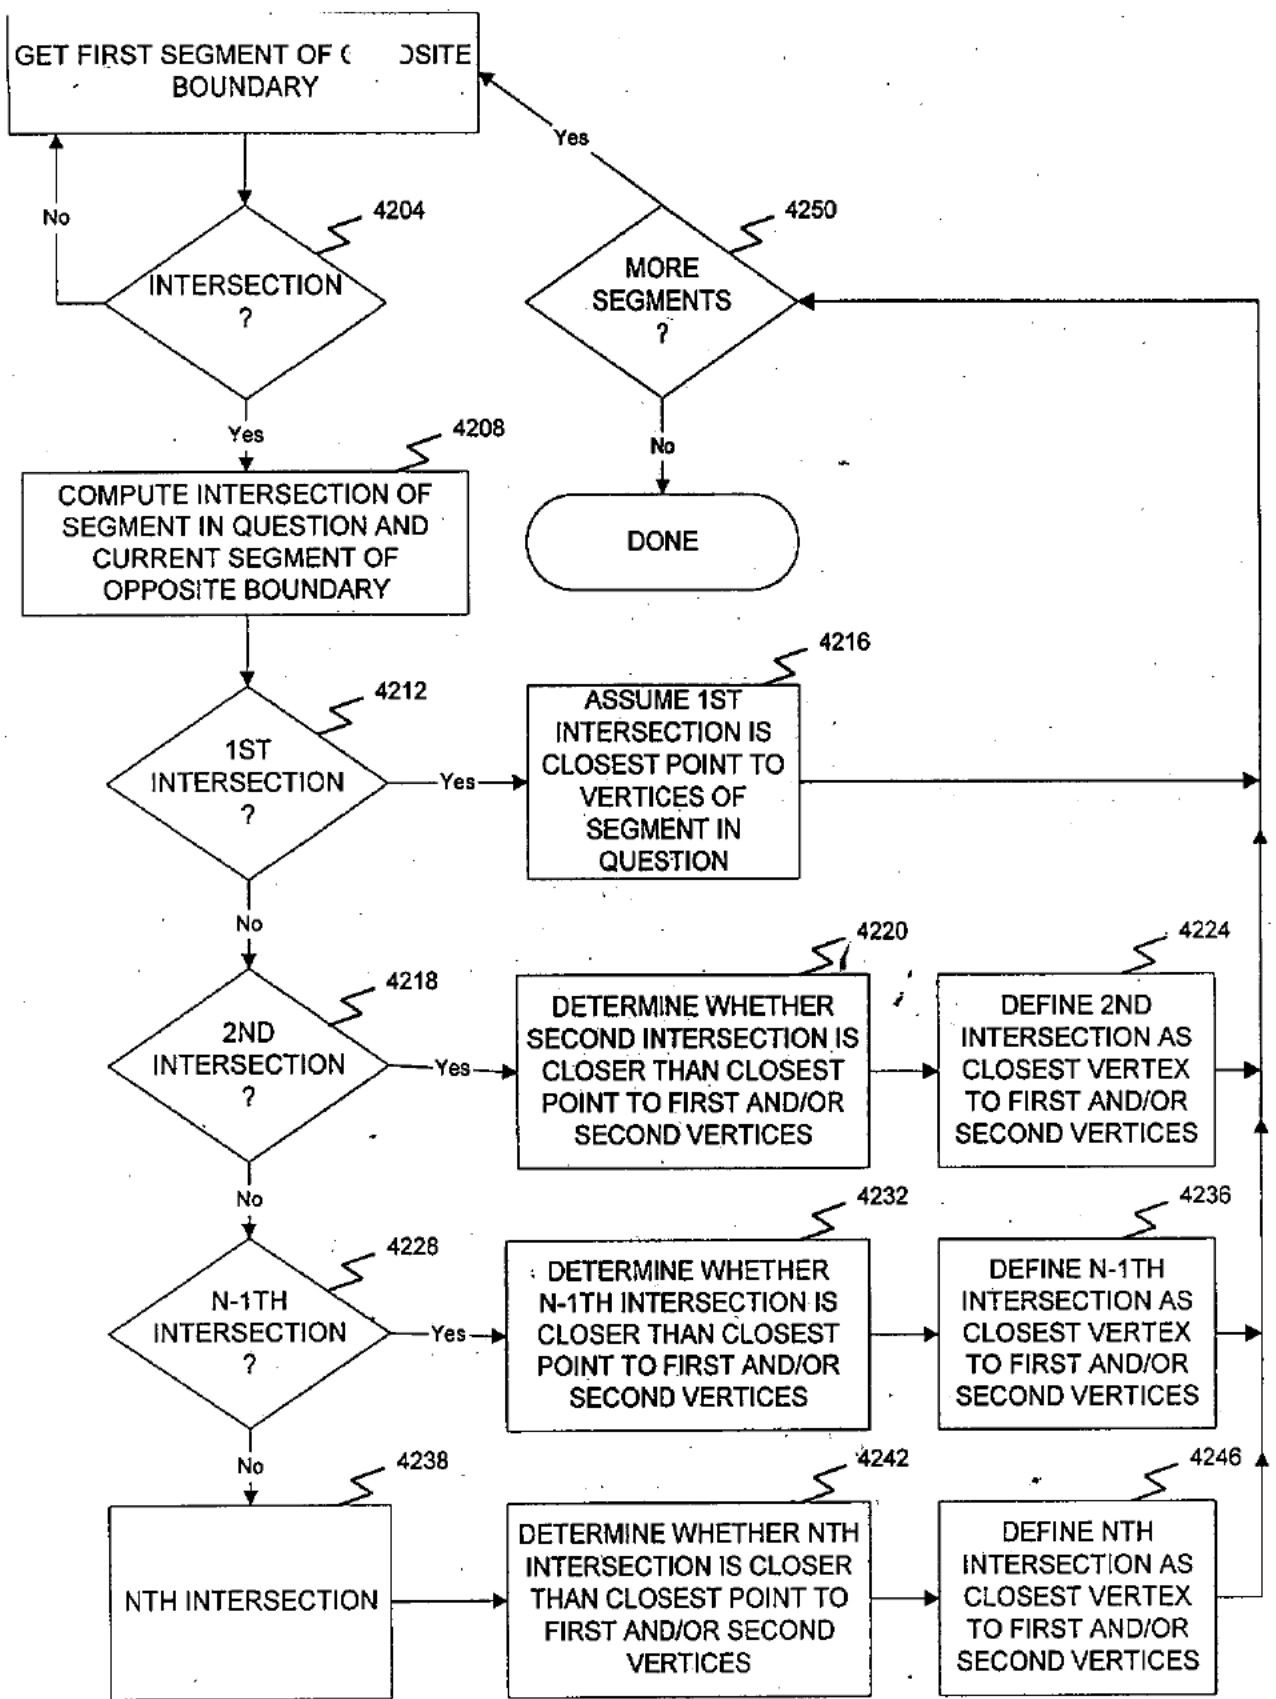 GET FIRST SEGMENT OF
BOUNDARY
Yes
No
4204
4250
INTERSECTION
?
MORE
SEGMENTS
?
Yes
No
4208
COMPUTE INTERSECTION OF
SEGMENT IN QUESTION AND
CURRENT SEGMENT OF
OPPOSITE BOUNDARY
DONE
4216
4212
1ST
INTERSECTION
?
Yes
ASSUME 1ST
INTERSECTION IS
CLOSEST POINT TO
VERTICES OF
SEGMENT IN
QUESTION
No
4218
4220
4224
2ND
INTERSECTION
?
Yes
DETERMINE WHETHER
SECOND INTERSECTION IS
CLOSER THAN CLOSEST
POINT TO FIRST AND/OR
SECOND VERTICES
DEFINE 2ND
INTERSECTION AS
CLOSEST VERTEX
TO FIRST AND/OR
SECOND VERTICES
No
4228
4232
4236
N-1TH
INTERSECTION
?
Yes
DETERMINE WHETHER
N-1TH INTERSECTION IS
CLOSER THAN CLOSEST
POINT TO FIRST AND/OR
SECOND VERTICES
DEFINE N-1TH
INTERSECTION AS
CLOSEST VERTEX
TO FIRST AND/OR
SECOND VERTICES
No
4238
4242
4246
NTH INTERSECTION
DETERMINE WHETHER NTH
INTERSECTION IS CLOSER
THAN CLOSEST POINT TO
FIRST AND/OR SECOND
VERTICES
DEFINE NTH
INTERSECTION AS
CLOSEST VERTEX
TO FIRST AND/OR
SECOND VERTICES